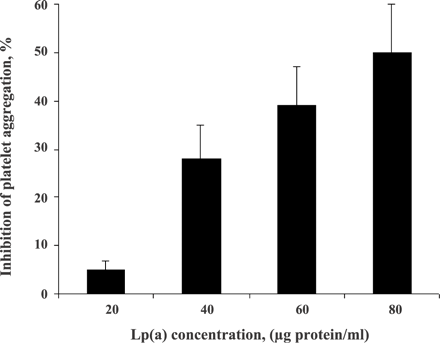 Inhibition of platelet aggregation, %
60
50
40
30
20
10
0
20 40 60 80
Lp(a) concentration, (µg protein/ml)